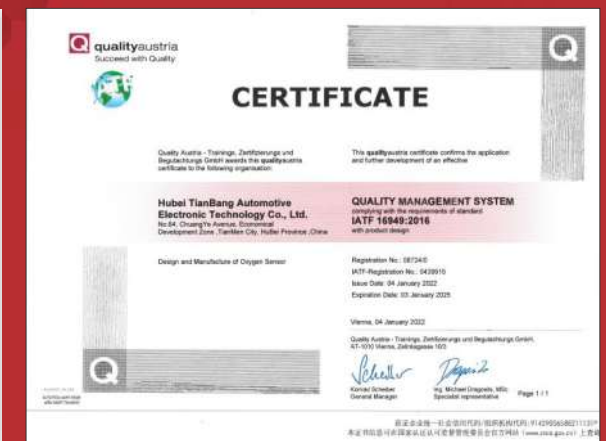 qualityaustria
Succeed with Quality
CERTIFICATE
Quality Austria - Trainings, Zertifizierungs und
Begutachtungs GmbH awards this qualityaustria
certificate to the following organisation:
This qualityaustria certificate confirms the application
and further development of an effective
Hubei TianBang Automotive
Electronic Technology Co., Ltd.
No.64, ChuangYe Avenue, Economical
Development Zone ,TianMen City, HuBei Province ,China
QUALITY MANAGEMENT SYSTEM
complying with the requirements of standard
IATF 16949:2016
with product design
Design and Manufacture of Oxygen Sensor
Registration No.: 08734/0
IATF-Registration No.: 0439910
Issue Date: 04 January 2022
Expiration Date: 03 January 2025
Vienna, 04 January 2022
Quality Austria - Trainings, Zertifizierungs und Begutachtungs GmbH,
AT-1010 Vienna, Zelinkagasse 10/3
Konrad Scheiber
General Manager
Ing. Michael Dragosits, MSc
Specialist representative
Page 1 / 1